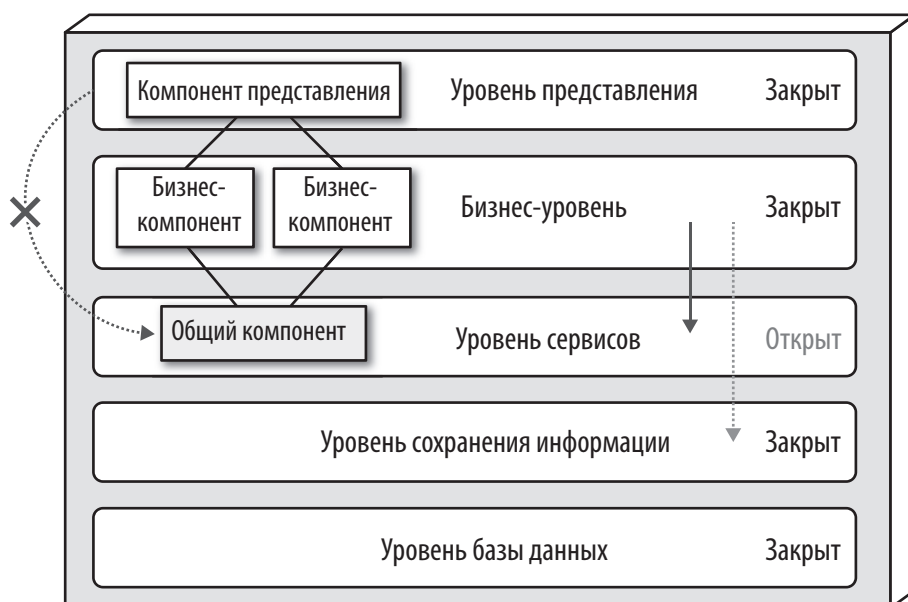 Компонент представления Уровень представления Закрыт
Бизнес-
компонент
Бизнес-
компонент
Бизнес-уровень Закрыт
Общий компонент Уровень сервисов Открыт
Уровень сохранения информации Закрыт
Уровень базы данных Закрыт